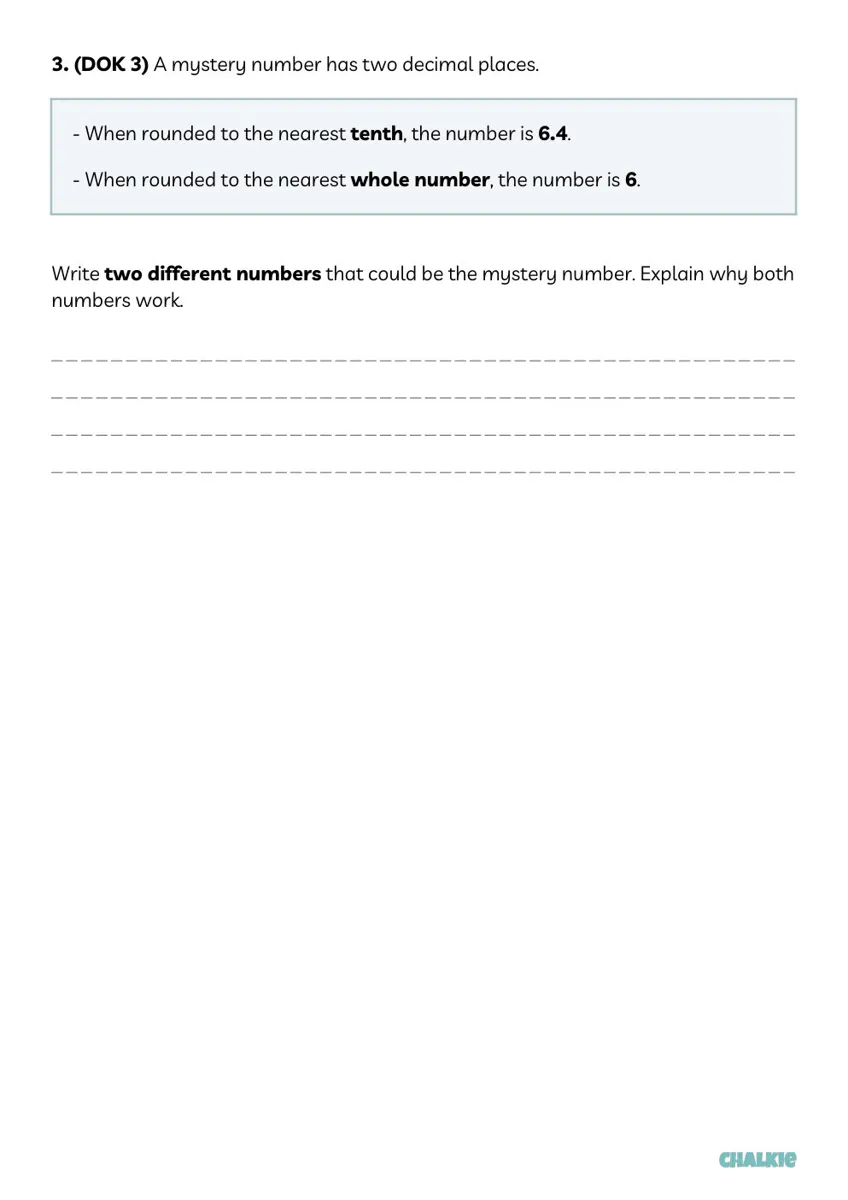 3. (DOK 3) A mystery number has two decimal places.
- When rounded to the nearest tenth, the number is 6.4.
- When rounded to the nearest whole number, the number is 6.
Write two different numbers that could be the mystery number. Explain why both
numbers work.
CHALKIE